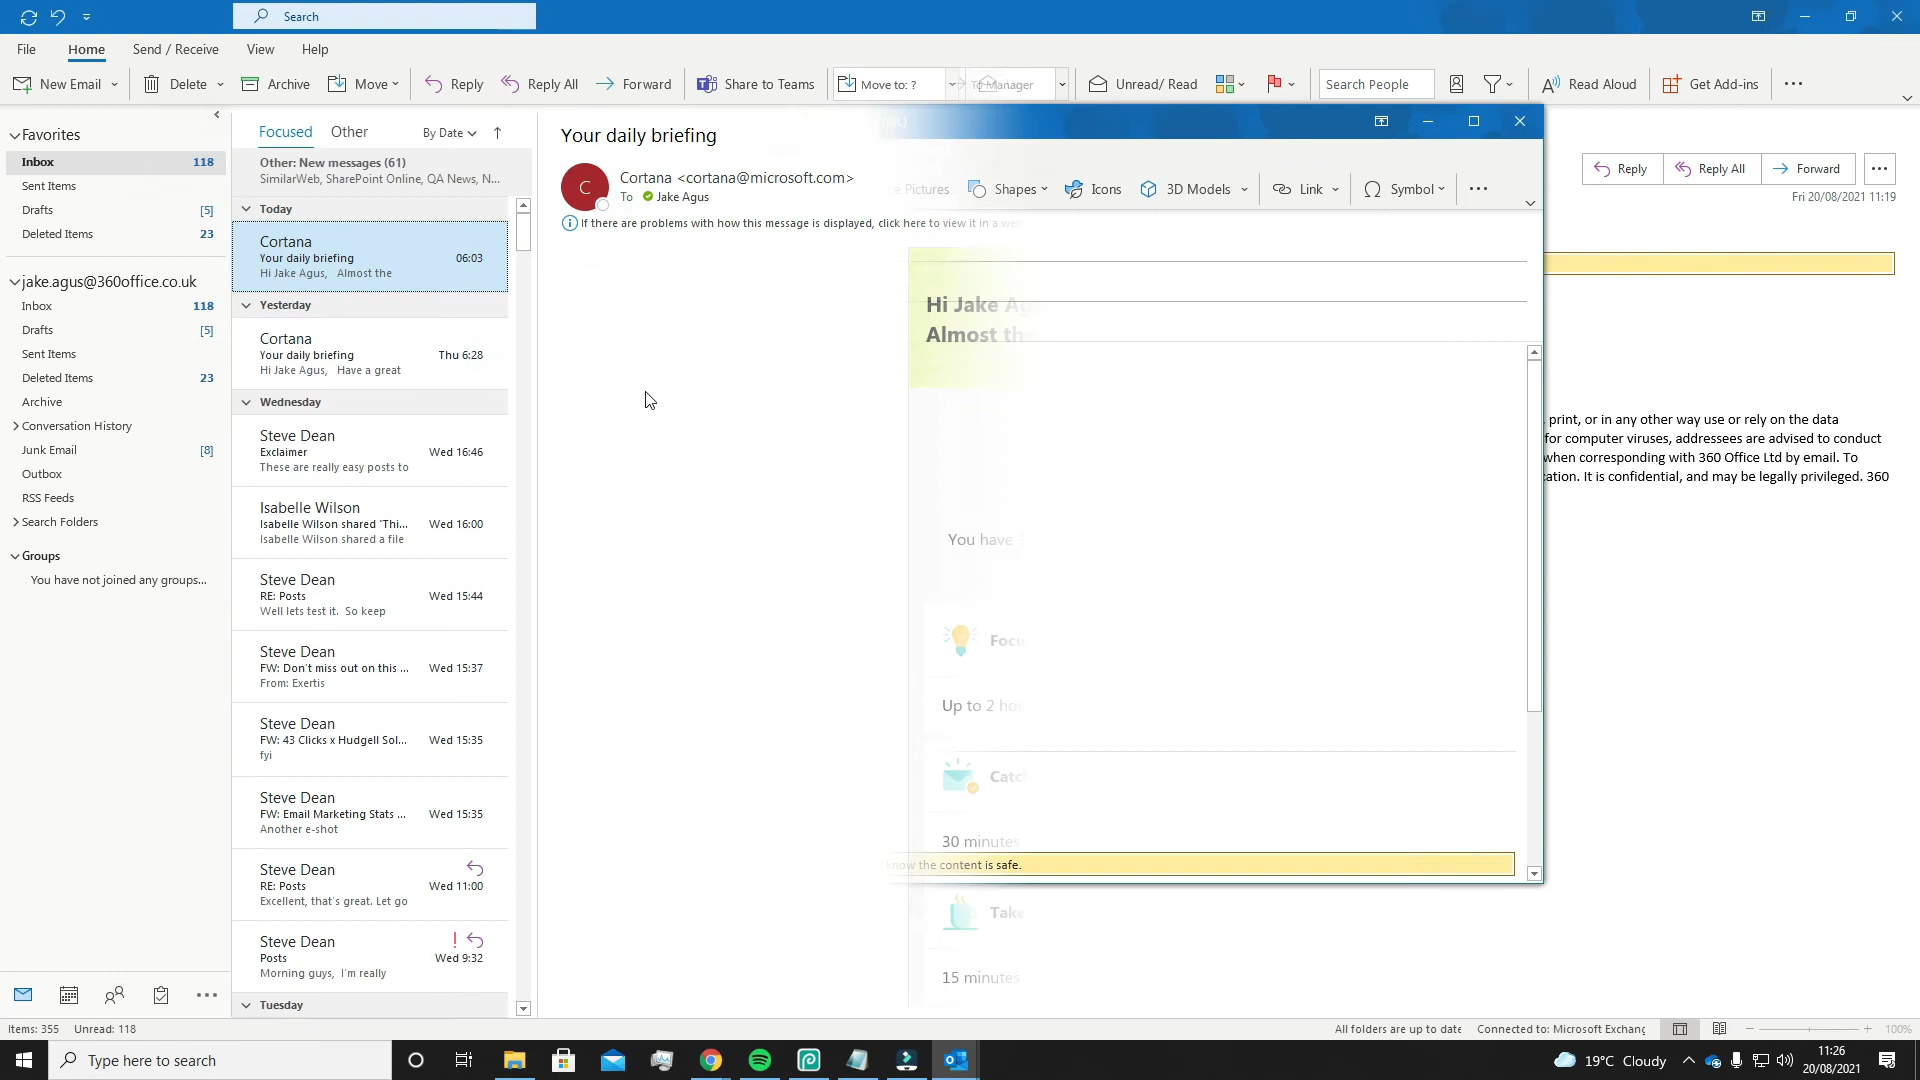 Search
File Home Send / Receive View Help
New Email Delete Archive Move Reply Reply All Forward Share to Teams Move to: ? To Manager Unread/ Read Search People Read Aloud Get Add-ins
Favorites
Inbox 118
Sent Items
Drafts [5]
Deleted Items 23
jake.agus@360office.co.uk
Inbox 118
Drafts [5]
Sent Items
Deleted Items 23
Archive
Conversation History
Junk Email [8]
Outbox
RSS Feeds
Search Folders
Groups
You have not joined any groups...
Focused Other By Date
Other: New messages (61)
SimilarWeb, SharePoint Online, QA News, N...
Today
Cortana
Your daily briefing 06:03
Hi Jake Agus, Almost the
Yesterday
Cortana
Your daily briefing Thu 6:28
Hi Jake Agus, Have a great
Wednesday
Steve Dean
Exclaimer Wed 16:46
These are really easy posts to
Isabelle Wilson
Isabelle Wilson shared "Thi... Wed 16:00
Isabelle Wilson shared a file
Steve Dean
RE: Posts Wed 15:44
Well lets test it. So keep
Steve Dean
FW: Don't miss out on this ... Wed 15:37
From: Exertis
Steve Dean
FW: 43 Clicks x Hudgell Sol... Wed 15:35
fyi
Steve Dean
FW: Email Marketing Stats ... Wed 15:35
Another e-shot
Steve Dean
RE: Posts Wed 11:00
Excellent, that's great. Let go
Steve Dean
Posts Wed 9:32
Morning guys, I'm really
Tuesday
Your daily briefing
C
Cortana <cortana@microsoft.com>
To Jake Agus
If there are problems with how this message is displayed, click here to view it in a
Hi Jake
Almost
You have
Up to 2
30 minutes
know the content is safe.
Take
15 minutes
Pictures Shapes Icons 3D Models Link Symbol
Reply Reply All Forward
Fri 20/08/2021 11:19
, print, or in any other way use or rely on the data
for computer viruses, addressees are advised to conduct
when corresponding with 360 Office Ltd by email. To
It is confidential, and may be legally privileged. 360
Items: 355 Unread: 118 All folders are up to date Connected to: Microsoft 100%
Type here to search 19°C Cloudy 11:26
20/08/2021